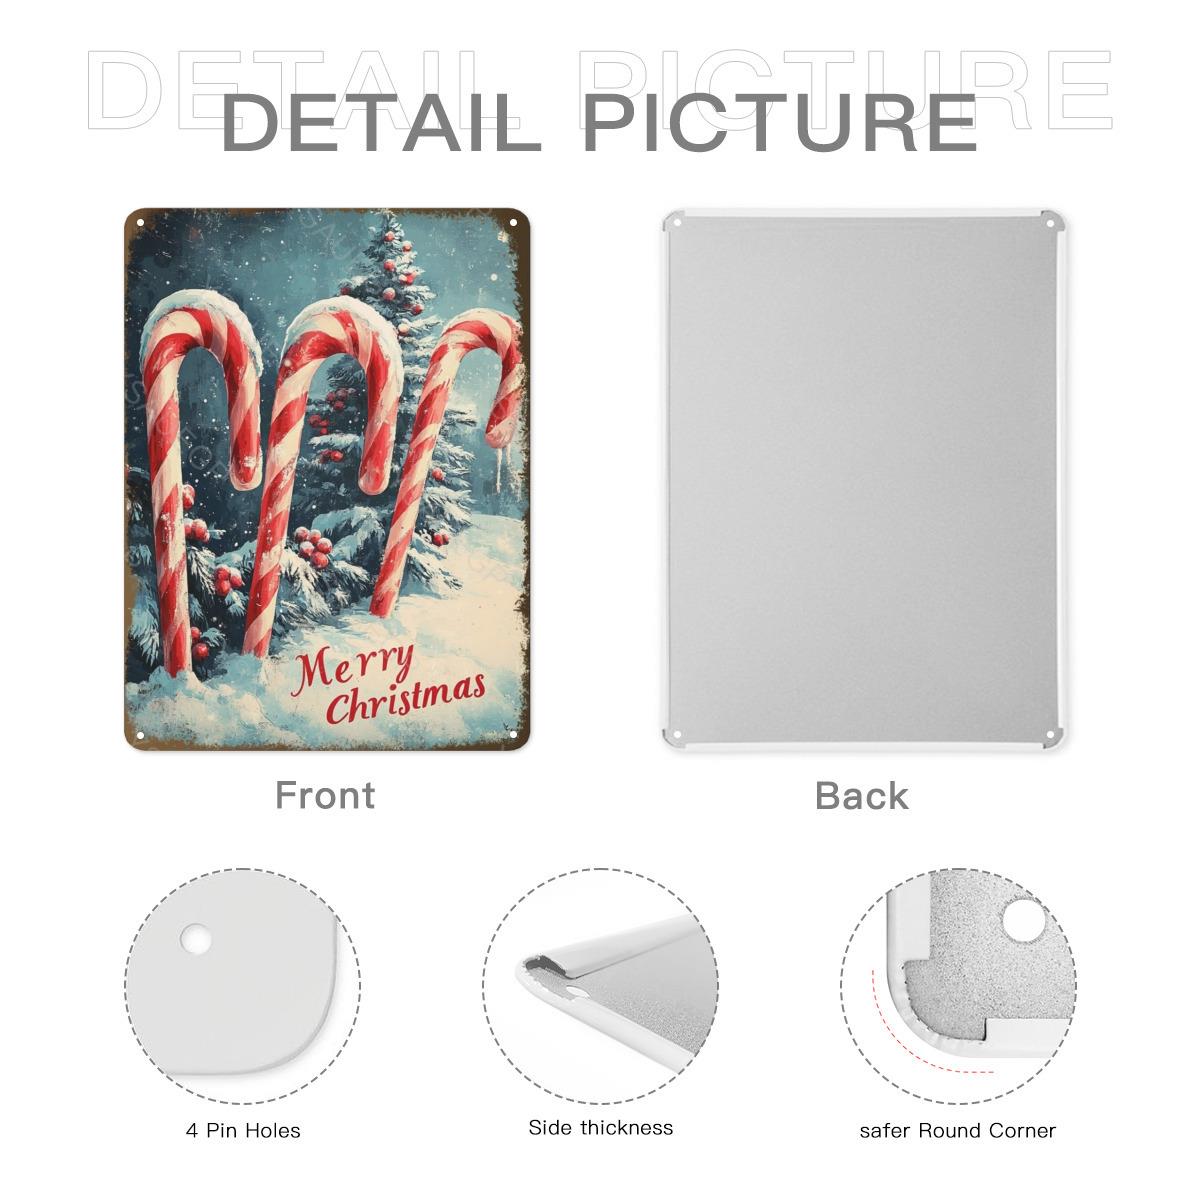 DETAIL PICTURE
DETAIL PICTURE
Merry
Christmas
Front
Back
4 Pin Holes
Side thickness
safer Round Corner